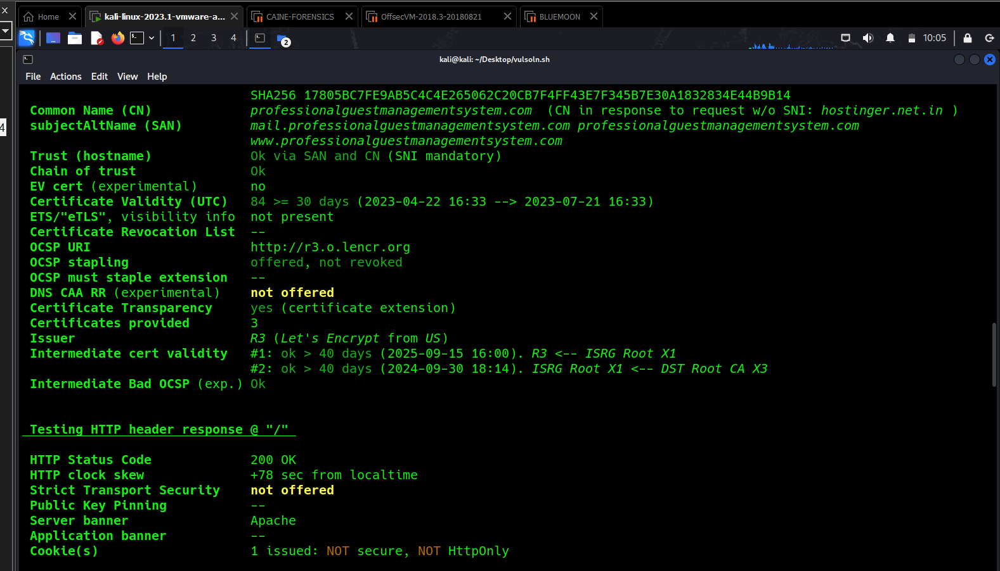 Home
kali-linux-2023.1-vmware-a...
CAINE-FORENSICS
OffsecVM-2018.3-20180821
BLUEMOON
1 2 3 4
2
10:05
kali@kali: ~/Desktop/vulsoln.sh
File Actions Edit View Help
4
SHA256 17805BC7FE9AB5C4C4E265062C20CB7F4FF43E7F345B7E30A1832834E44B9B14
Common Name (CN) professionalguestmanagementsystem.com (CN in response to request w/o SNI: hostinger.net.in )
subjectAltName (SAN) mail.professionalguestmanagementsystem.com professionalguestmanagementsystem.com
www.professionalguestmanagementsystem.com
Trust (hostname) Ok via SAN and CN (SNI mandatory)
Chain of trust Ok
EV cert (experimental) no
Certificate Validity (UTC) 84 >= 30 days (2023-04-22 16:33 --> 2023-07-21 16:33)
ETS/"eTLS", visibility info not present
Certificate Revocation List --
OCSP URI http://r3.o.lencr.org
OCSP stapling offered, not revoked
OCSP must staple extension --
DNS CAA RR (experimental) not offered
Certificate Transparency yes (certificate extension)
Certificates provided 3
Issuer R3 (Let's Encrypt from US)
Intermediate cert validity #1: ok > 40 days (2025-09-15 16:00). R3 <-- ISRG Root X1
#2: ok > 40 days (2024-09-30 18:14). ISRG Root X1 <-- DST Root CA X3
Intermediate Bad OCSP (exp.) Ok
Testing HTTP header response @ "/"
HTTP Status Code 200 OK
HTTP clock skew +78 sec from localtime
Strict Transport Security not offered
Public Key Pinning --
Server banner Apache
Application banner --
Cookie(s) 1 issued: NOT secure, NOT HttpOnly